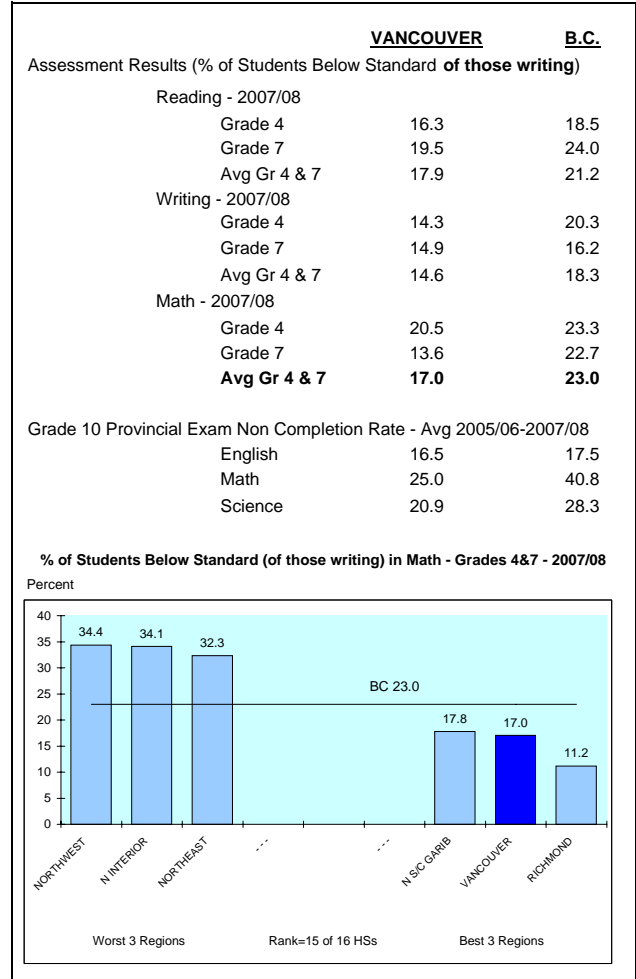 VANCOUVER B.C.
Assessment Results (% of Students Below Standard of those writing)
Reading - 2007/08
Grade 4 16.3 18.5
Grade 7 19.5 24.0
Avg Gr 4 & 7 17.9 21.2
Writing - 2007/08
Grade 4 14.3 20.3
Grade 7 14.9 16.2
Avg Gr 4 & 7 14.6 18.3
Math - 2007/08
Grade 4 20.5 23.3
Grade 7 13.6 22.7
Avg Gr 4 & 7 17.0 23.0
Grade 10 Provincial Exam Non Completion Rate - Avg 2005/06-2007/08
English 16.5 17.5
Math 25.0 40.8
Science 20.9 28.3
% of Students Below Standard (of those writing) in Math - Grades 4&7 - 2007/08
Percent
40
35
30
25
20
15
10
5
0
34.4 34.1 32.3 17.8 17.0 11.2
BC 23.0
NORTHWEST N INTERIOR NORTHEAST --- --- N S/C GARIB VANCOUVER RICHMOND
Worst 3 Regions Rank=15 of 16 HSs Best 3 Regions